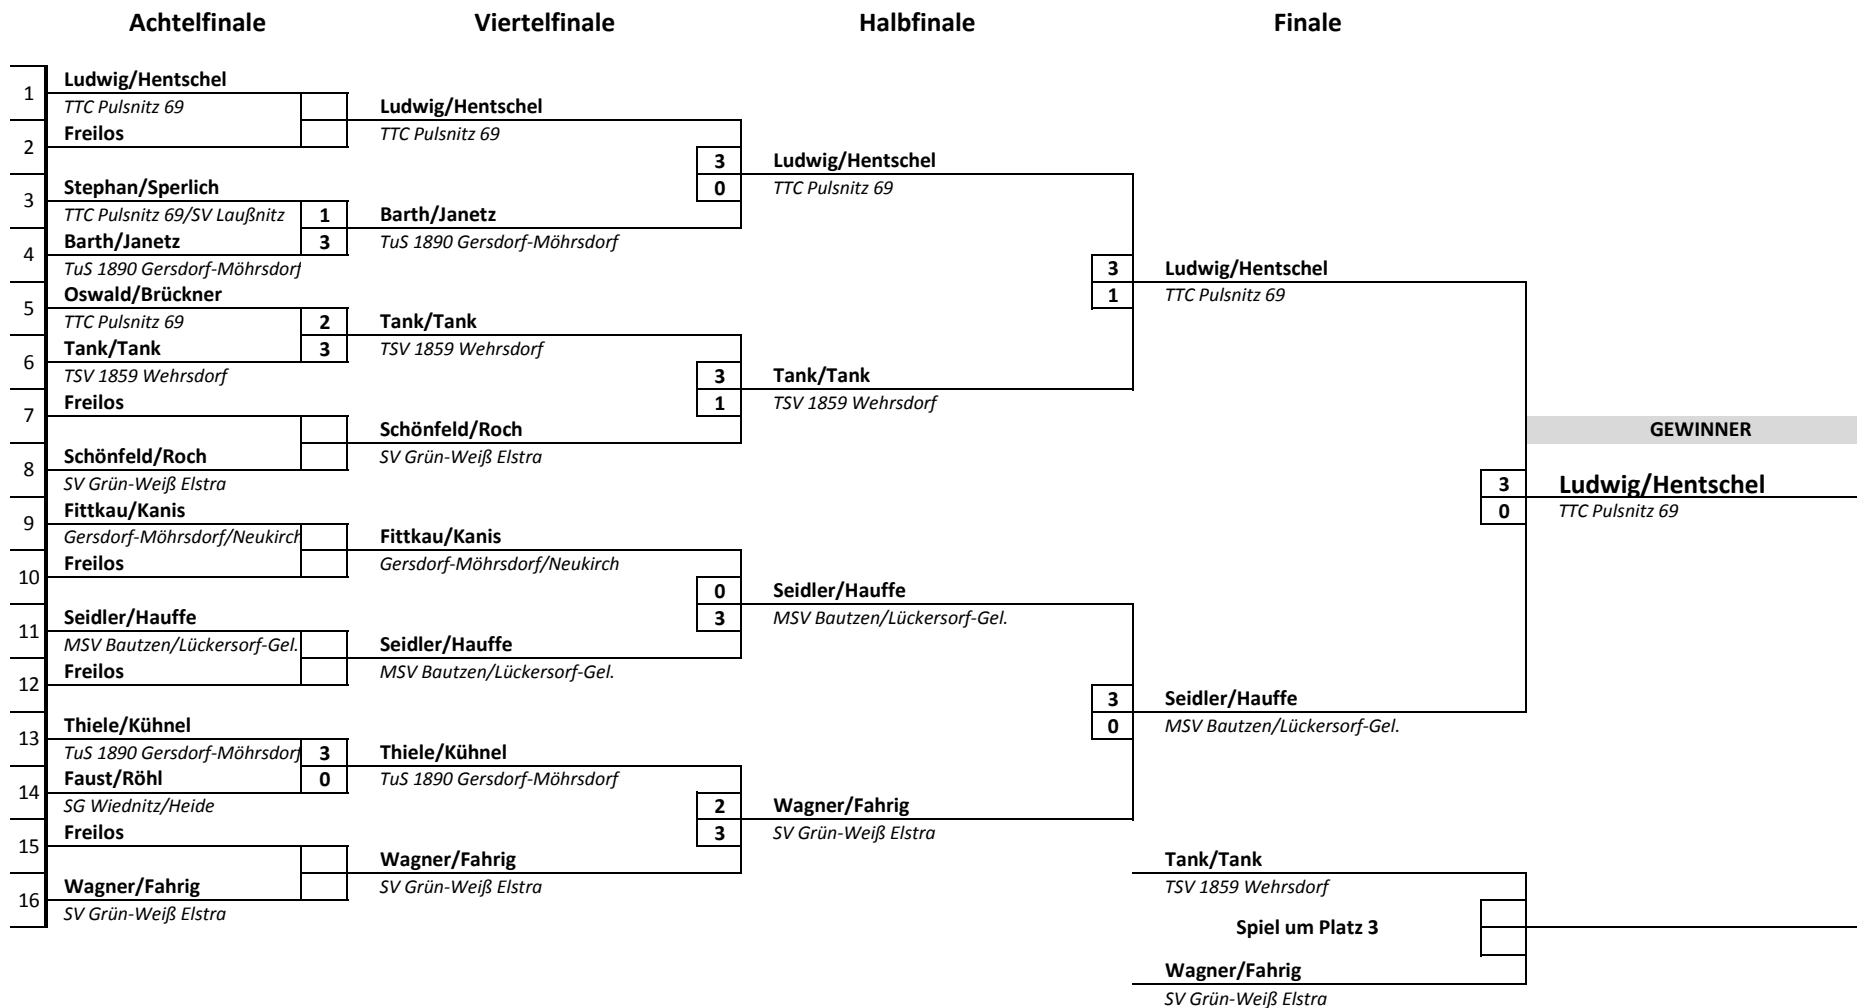 Achtelfinale
Viertelfinale
Halbfinale
Finale
1
Ludwig/Hentschel
TTC Pulsnitz 69
2
Freilos
3
Stephan/Sperlich
TTC Pulsnitz 69/SV Laußnitz
1
4
Barth/Janetz
3
TuS 1890 Gersdorf-Möhrsdorf
5
Oswald/Brückner
TTC Pulsnitz 69
2
6
Tank/Tank
3
TSV 1859 Wehrsdorf
7
Freilos
8
Schönfeld/Roch
SV Grün-Weiß Elstra
9
Fittkau/Kanis
Gersdorf-Möhrsdorf/Neukirch
10
Freilos
11
Seidler/Hauffe
MSV Bautzen/Lückersorf-Gel.
12
Freilos
13
Thiele/Kühnel
TuS 1890 Gersdorf-Möhrsdorf
3
14
Faust/Röhl
0
SG Wiednitz/Heide
15
Freilos
16
Wagner/Fahrig
SV Grün-Weiß Elstra
Ludwig/Hentschel
TTC Pulsnitz 69
3
0
Barth/Janetz
TuS 1890 Gersdorf-Möhrsdorf
Tank/Tank
TSV 1859 Wehrsdorf
3
1
Schönfeld/Roch
SV Grün-Weiß Elstra
Fittkau/Kanis
Gersdorf-Möhrsdorf/Neukirch
0
3
Seidler/Hauffe
MSV Bautzen/Lückersorf-Gel.
Thiele/Kühnel
TuS 1890 Gersdorf-Möhrsdorf
2
3
Wagner/Fahrig
SV Grün-Weiß Elstra
Ludwig/Hentschel
TTC Pulsnitz 69
3
1
Tank/Tank
TSV 1859 Wehrsdorf
Seidler/Hauffe
MSV Bautzen/Lückersorf-Gel.
3
0
Wagner/Fahrig
SV Grün-Weiß Elstra
Ludwig/Hentschel
TTC Pulsnitz 69
3
0
Seidler/Hauffe
MSV Bautzen/Lückersorf-Gel.
GEWINNER
Ludwig/Hentschel
TTC Pulsnitz 69
Tank/Tank
TSV 1859 Wehrsdorf
Spiel um Platz 3
Wagner/Fahrig
SV Grün-Weiß Elstra